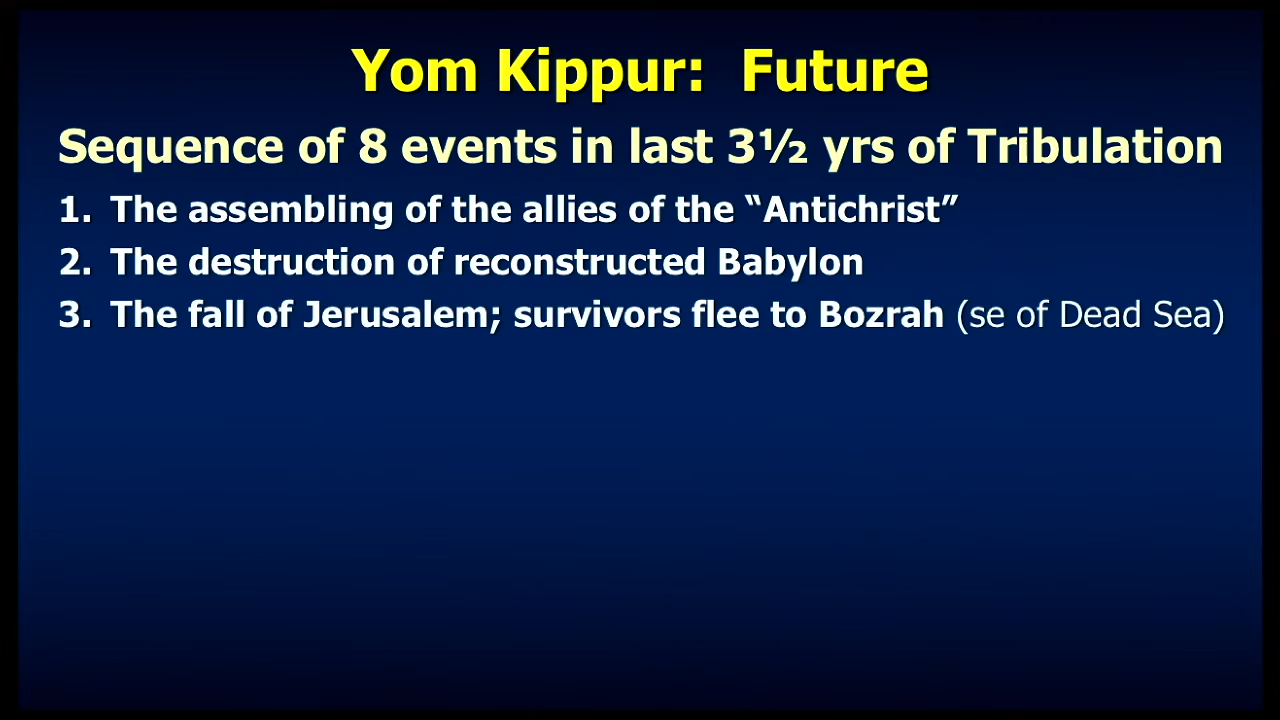 Yom Kippur:  Future
Sequence of 8 events in last 3½ yrs of Tribulation
1. The assembling of the allies of the “Antichrist”
2. The destruction of reconstructed Babylon
3. The fall of Jerusalem; survivors flee to Bozrah (se of Dead Sea)